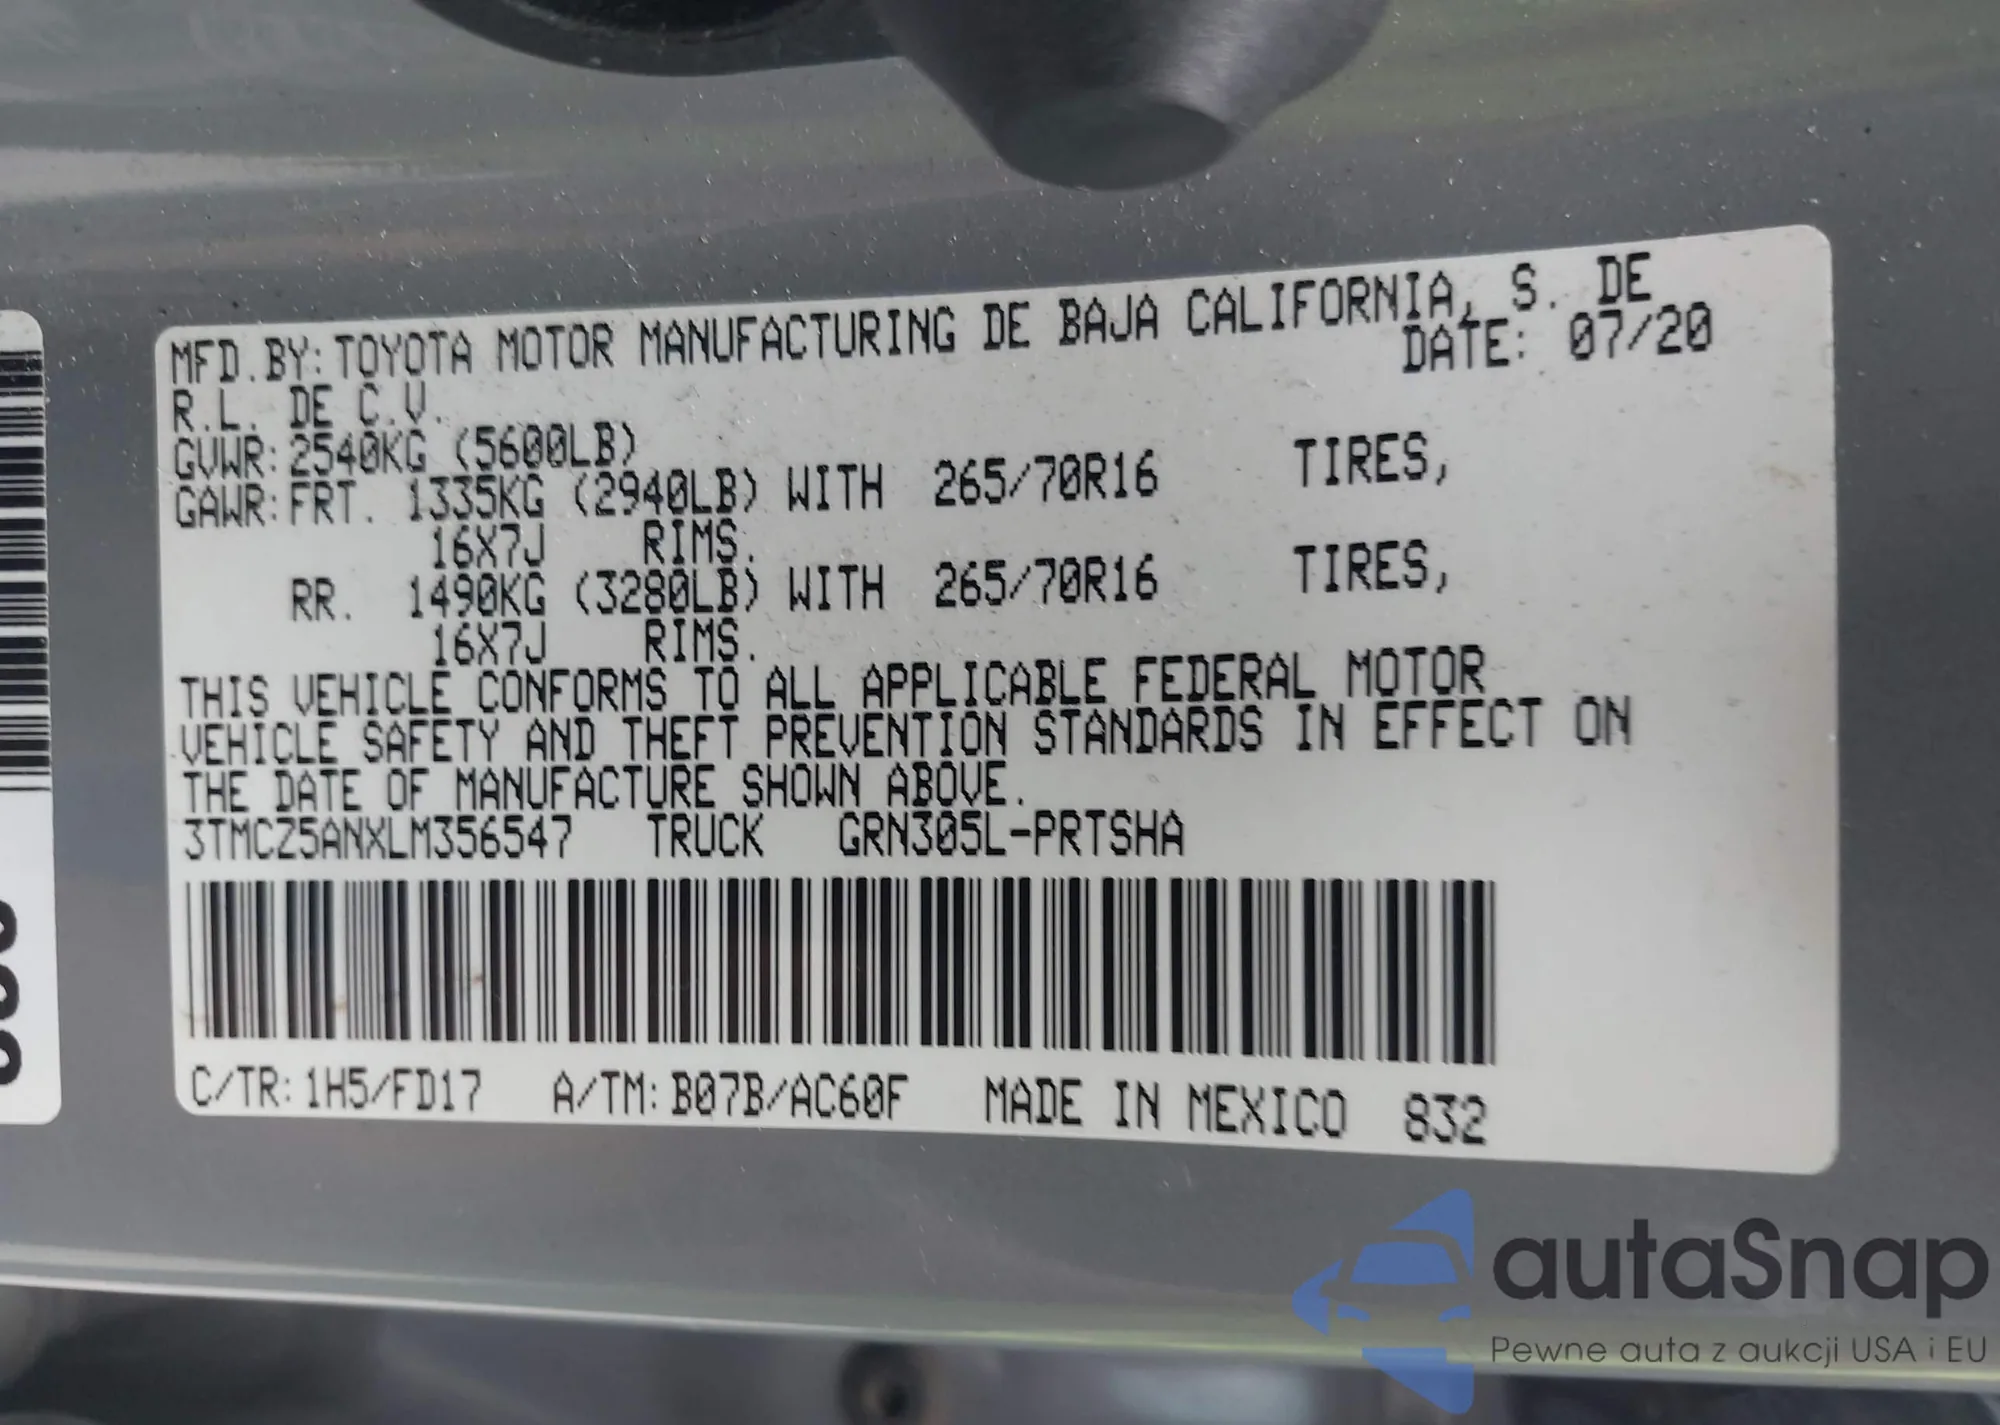 MFD.BY:TOYOTA MOTOR MANUFACTURING DE BAJA CALIFORNIA, S. DE
R.L. DE C.V. DATE: 07/20
GVWR:2540KG (5600LB)
GAWR:FRT. 1335KG (2940LB) WITH 265/70R16 TIRES,
16X7J RIMS.
RR. 1490KG (3280LB) WITH 265/70R16 TIRES,
16X7J RIMS.
THIS VEHICLE CONFORMS TO ALL APPLICABLE FEDERAL MOTOR
VEHICLE SAFETY AND THEFT PREVENTION STANDARDS IN EFFECT ON
THE DATE OF MANUFACTURE SHOWN ABOVE.
3TMCZ5ANXLM356547 TRUCK GRN305L-PRTSHA
C/TR:1H5/FD17 A/TM:B07B/AC60F MADE IN MEXICO 832
autaSnap
Pewne auta z aukcji USA i EU